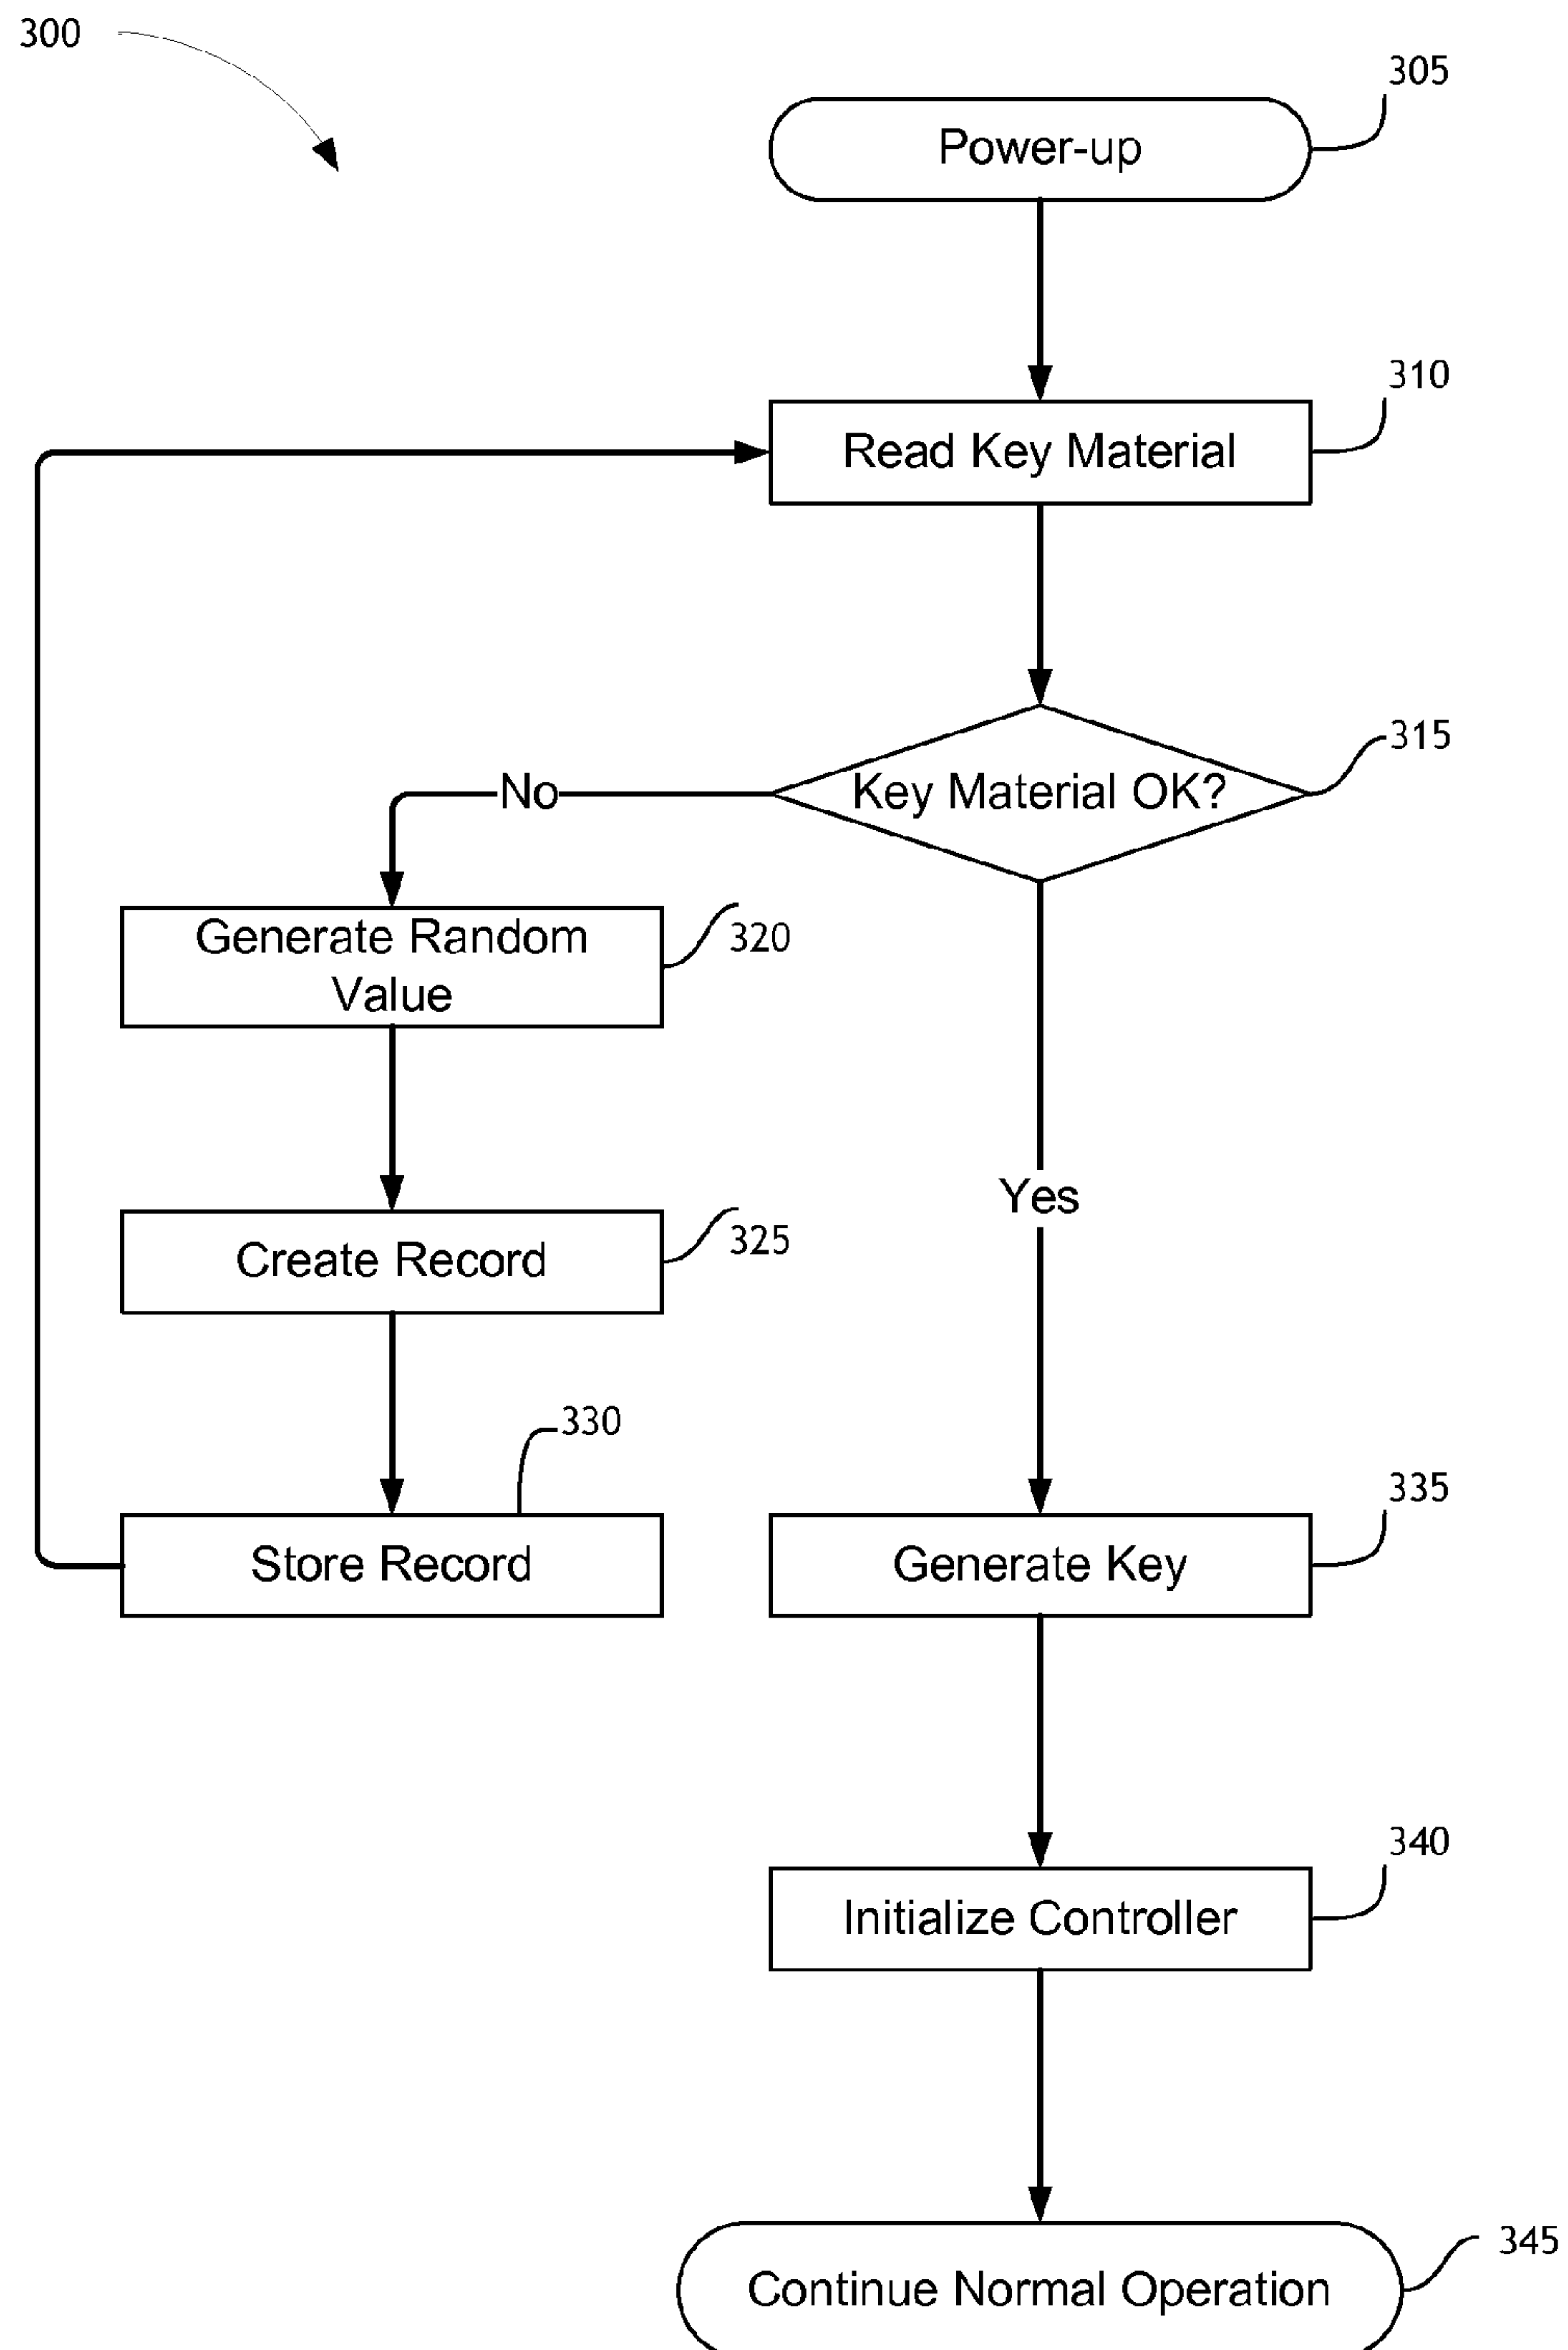 300
305
Power-up
310
Read Key Material
315
Key Material OK?
No
320
Generate Random
Value
Yes
325
Create Record
330
335
Store Record
Generate Key
340
Initialize Controller
345
Continue Normal Operation